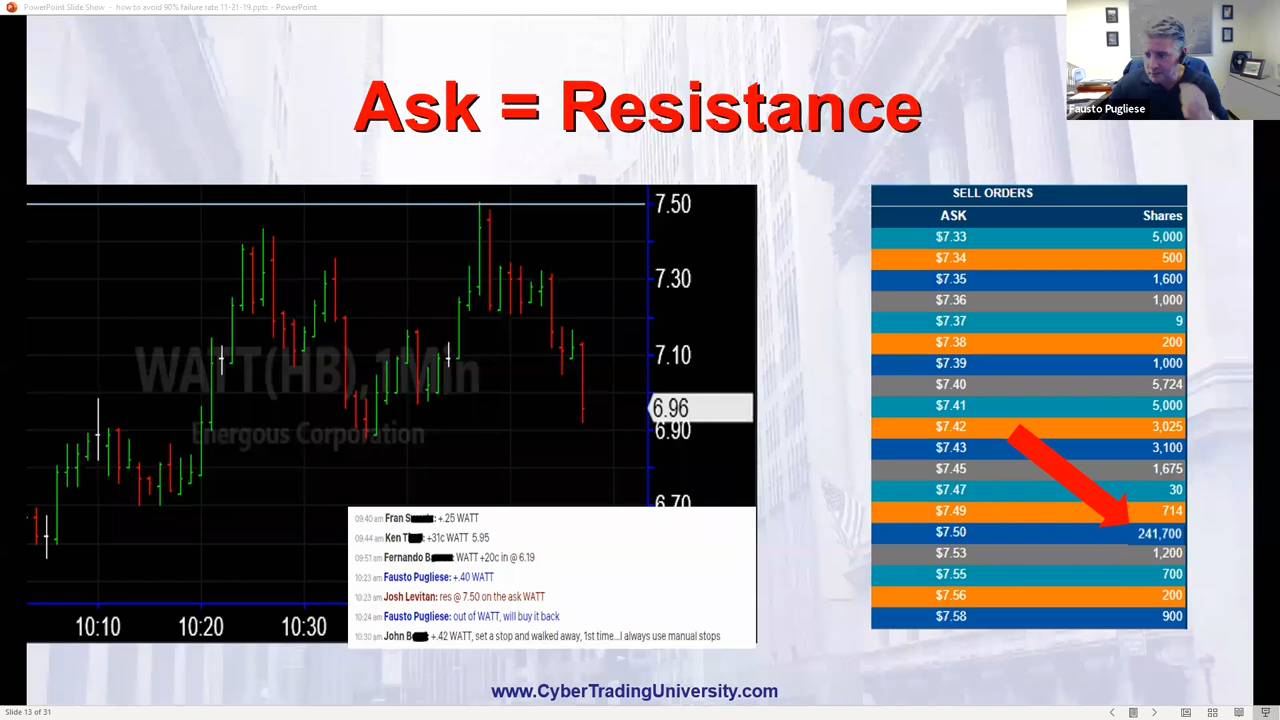 PowerPoint Slide Show - how to avoid 90% failure rate 11-21-19.pptx - PowerPoint
Fausto Pugliese
Ask = Resistance
7.50
7.30
7.10
6.96
6.90
6.70
WATT(HB),1Min
Energous Corporation
10:10 10:20 10:30
09:40 am Fran : +.25 WATT
09:44 am Ken : +31c WATT 5.95
09:51 am Fernando B : WATT +20c in @ 6.19
10:23 am Fausto Pugliese: +.40 WATT
10:23 am Josh Levitan: res @ 7.50 on the ask WATT
10:24 am Fausto Pugliese: out of WATT, will buy it back
10:30 am John B : +.42 WATT, set a stop and walked away, 1st time...I always use manual stops
SELL ORDERS
ASK Shares
$7.33 5,000
$7.34 500
$7.35 1,600
$7.36 1,000
$7.37 9
$7.38 200
$7.39 1,000
$7.40 5,724
$7.41 5,000
$7.42 3,025
$7.43 3,100
$7.45 1,675
$7.47 30
$7.49 714
$7.50 241,700
$7.53 1,200
$7.55 700
$7.56 200
$7.58 900
www.CyberTradingUniversity.com
Slide 13 of 31